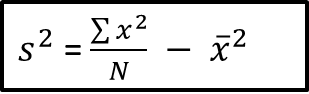 s² = ∑ x² / N − x̄²